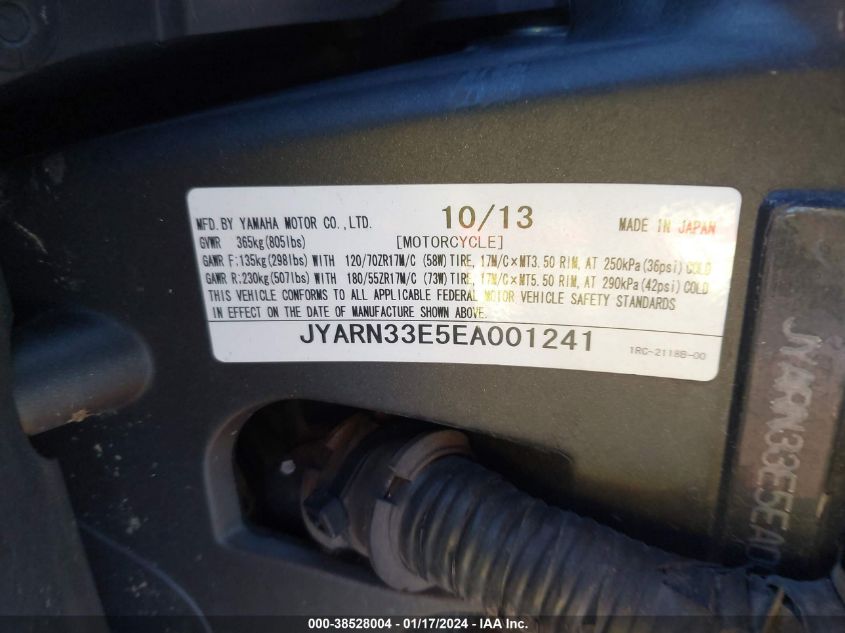 MFD. BY YAMAHA MOTOR CO., LTD. 10/13 MADE IN JAPAN
GVWR 365kg(805lbs) [MOTORCYCLE]
GAWR F:135kg(298lbs) WITH 120/70ZR17M/C (58W)TIRE, 17M/C×MT3.50 RIM, AT 250kPa(36psi) COLD
GAWR R:230kg(507lbs) WITH 180/55ZR17M/C (73W)TIRE, 17M/C×MT5.50 RIM, AT 290kPa(42psi) COLD
THIS VEHICLE CONFORMS TO ALL APPLICABLE FEDERAL MOTOR VEHICLE SAFETY STANDARDS
IN EFFECT ON THE DATE OF MANUFACTURE SHOWN ABOVE.
JYARN33E5EA001241
1RC-2118B-00
JYARN33E5EA0
000-38528004 / 01/17/2024 - IAA Inc.